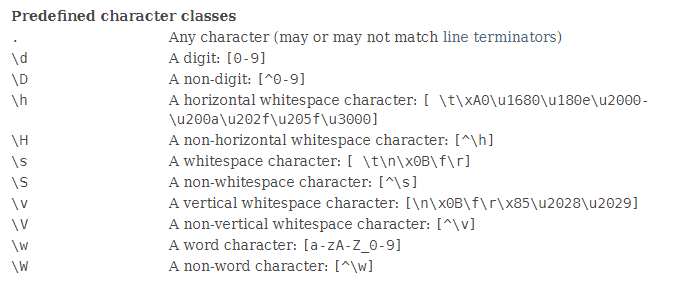 Predefined character classes
. Any character (may or may not match line terminators)
\d A digit: [0-9]
\D A non-digit: [^0-9]
\h A horizontal whitespace character: [ \t\xA0\u1680\u180e\u2000-
\u200a\u202f\u205f\u3000]
\H A non-horizontal whitespace character: [^\h]
\s A whitespace character: [ \t\n\x0B\f\r]
\S A non-whitespace character: [^\s]
\v A vertical whitespace character: [\n\x0B\f\r\x85\u2028\u2029]
\V A non-vertical whitespace character: [^\v]
\w A word character: [a-zA-Z_0-9]
\W A non-word character: [^\w]